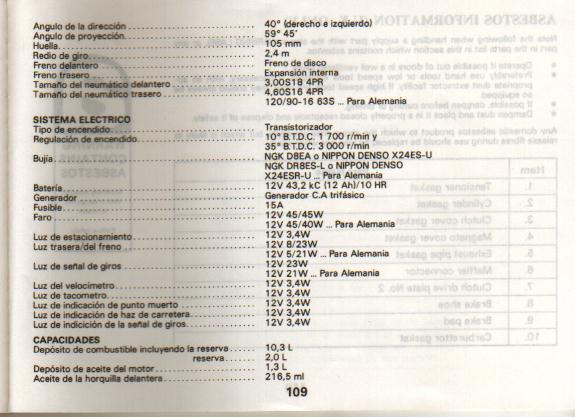 Angulo de la dirección ........ 40° (derecho e izquierdo)
Angulo de proyección ........ 59° 45'
Huella ........ 105 mm
Redio de giro ........ 2,4 m
Freno delantero ........ Freno de disco
Freno trasero ........ Expansión interna
Tamaño del neumático delantero ........ 3,00S18 4PR
Tamaño del neumático trasero ........ 4,60S16 4PR
120/90-16 63S ... Para Alemania
SISTEMA ELECTRICO
Tipo de encendido ........ Transistorizador
Regulación de encendido ........ 10° B.T.D.C. 1 700 r/min y
35° B.T.D.C. 3 000 r/min
Bujía ........ NGK D8EA o NIPPON DENSO X24ES-U
NGK DR8ES-L o NIPPON DENSO
X24ESR-U ... Para Alemania
Batería ........ 12V 43,2 kC (12 Ah)/10 HR
Generador ........ Generador C.A trifásico
Fusible ........ 15A
Faro ........ 12V 45/45W
12V 45/40W ... Para Alemania
Luz de estacionamiento ........ 12V 3,4W
Luz trasera/del freno ........ 12V 8/23W
12V 5/21W ... Para Alemania
Luz de señal de giros ........ 12V 23W
12V 21W ... Para Alemania
Luz del velocímetro ........ 12V 3,4W
Luz de tacometro ........ 12V 3,4W
Luz de indicación de punto muerto ........ 12V 3,4W
Luz de indicación de haz de carretera ........ 12V 3,4W
Luz de indicición de la señal de giros ........ 12V 3,4W
CAPACIDADES
Depósito de combustible incluyendo la reserva ........ 10,3 L
reserva ........ 2,0 L
Depósito de aceite del motor ........ 1,3 L
Aceite de la horquilla delantera ........ 216,5 ml
109